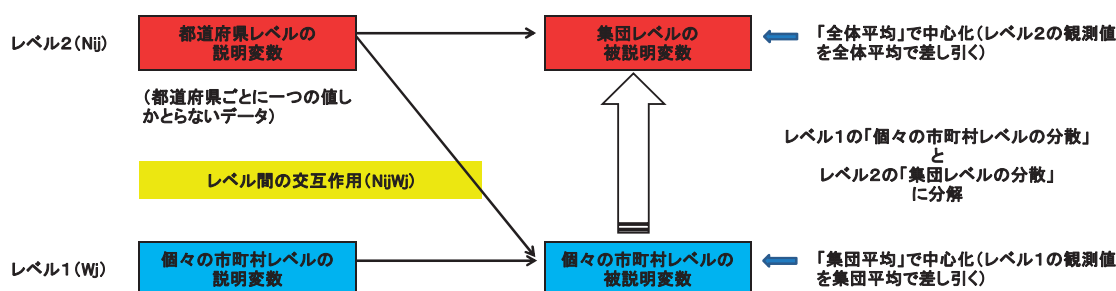 レベル2(Nij)
都道府県レベルの
説明変数
集団レベルの
被説明変数
「全体平均」で中心化(レベル2の観測値
を全体平均で差し引く)
(都道府県ごとに一つの値し
かとらないデータ)
レベル間の交互作用(NijWj)
レベル1の「個々の市町村レベルの分散」
と
レベル2の「集団レベルの分散」
に分解
レベル1(Wj)
個々の市町村レベルの
説明変数
個々の市町村レベルの
被説明変数
「集団平均」で中心化(レベル1の観測値
を集団平均で差し引く)